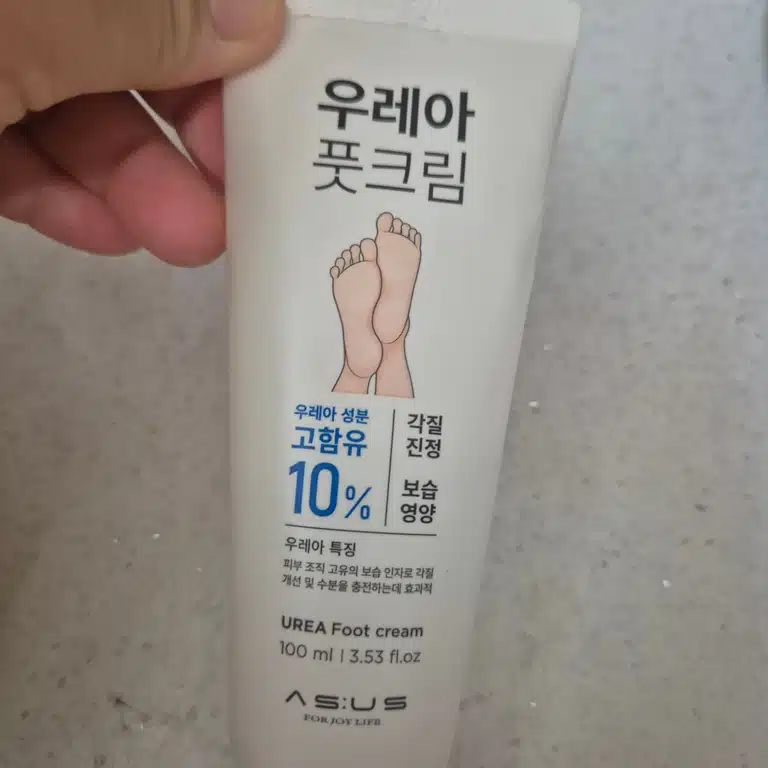 우레아
풋크림
우레아 성분
고함유
10%
각질
진정
보습
영양
우레아 특징
피부 조직 고유의 보습 인자로 각질
개선 및 수분을 충전하는데 효과적
UREA Foot cream
100 ml | 3.53 fl.oz
AS:US
FOR JOY LIFE